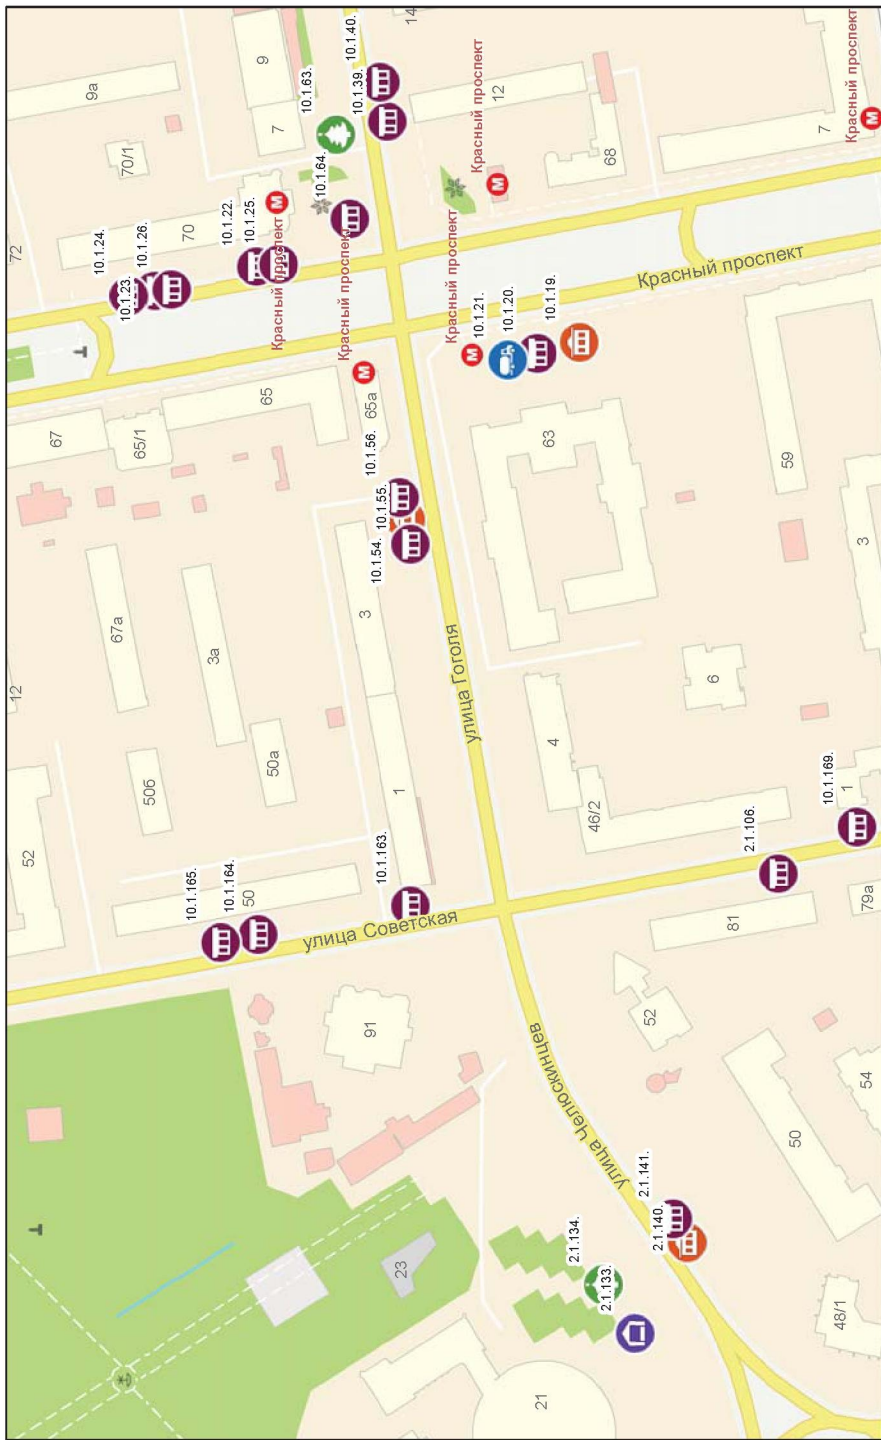 72
9а
70/1
9
7
10.1.63.
10.1.40.
10.1.39.
14
12
68
7
Красный проспект
Красный проспект
10.1.64.
70
10.1.22.
10.1.25.
10.1.24.
10.1.26.
10.1.23.
Красный проспект
Красный проспект
Красный проспект
Красный проспект
M
M
M
M
M
10.1.21.
10.1.20.
10.1.19.
67
65/1
65
65а
10.1.56.
10.1.55.
10.1.54.
63
59
3
67а
3а
3
12
50б
50а
1
улица Гоголя
4
6
46/2
10.1.169.
1
2.1.106.
52
50
10.1.165.
10.1.164.
10.1.163.
улица Советская
81
79а
91
52
54
50
улица Челюскинцев
2.1.141.
2.1.140.
2.1.134.
2.1.133.
23
21
48/1